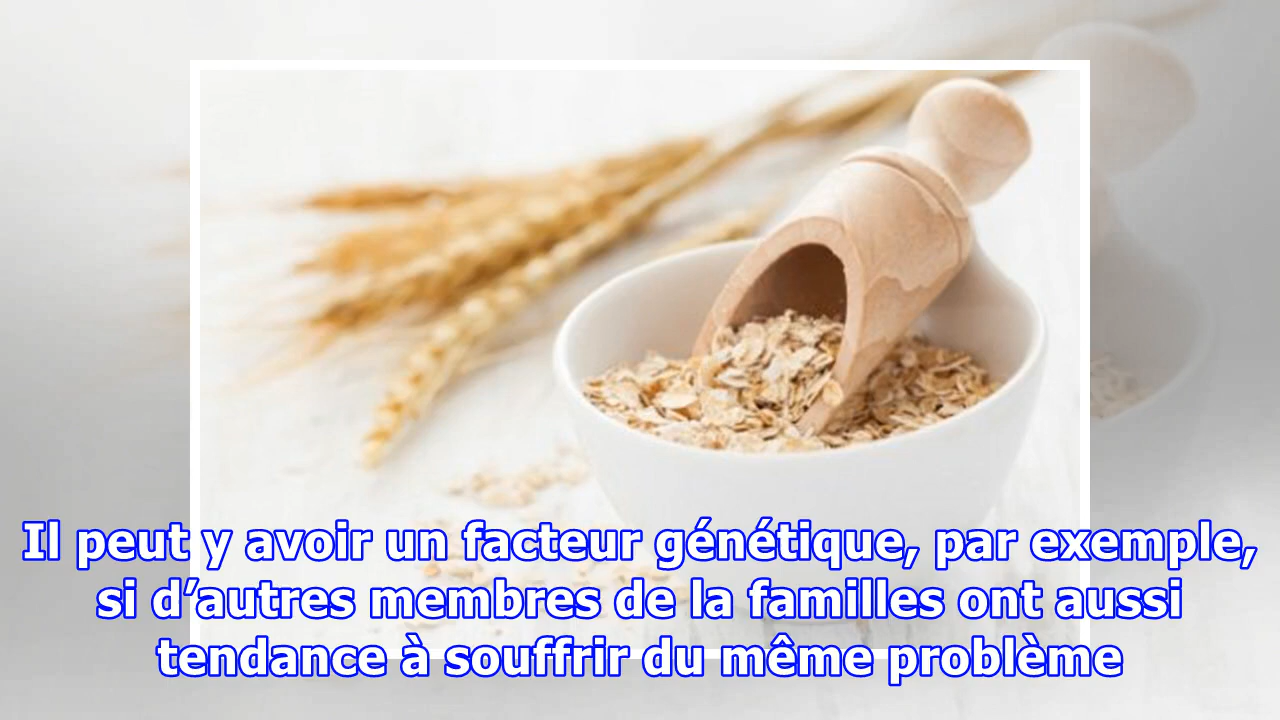 Il peut y avoir un facteur génétique, par exemple,
si d’autres membres de la familles ont aussi
tendance à souffrir du même problème